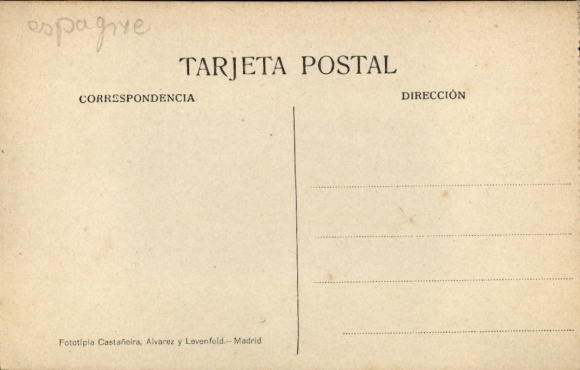 espagne
TARJETA POSTAL
CORRESPONDENCIA
DIRECCIÓN
Fototipia Castañeira, Alvarez y Levenfeld.– Madrid